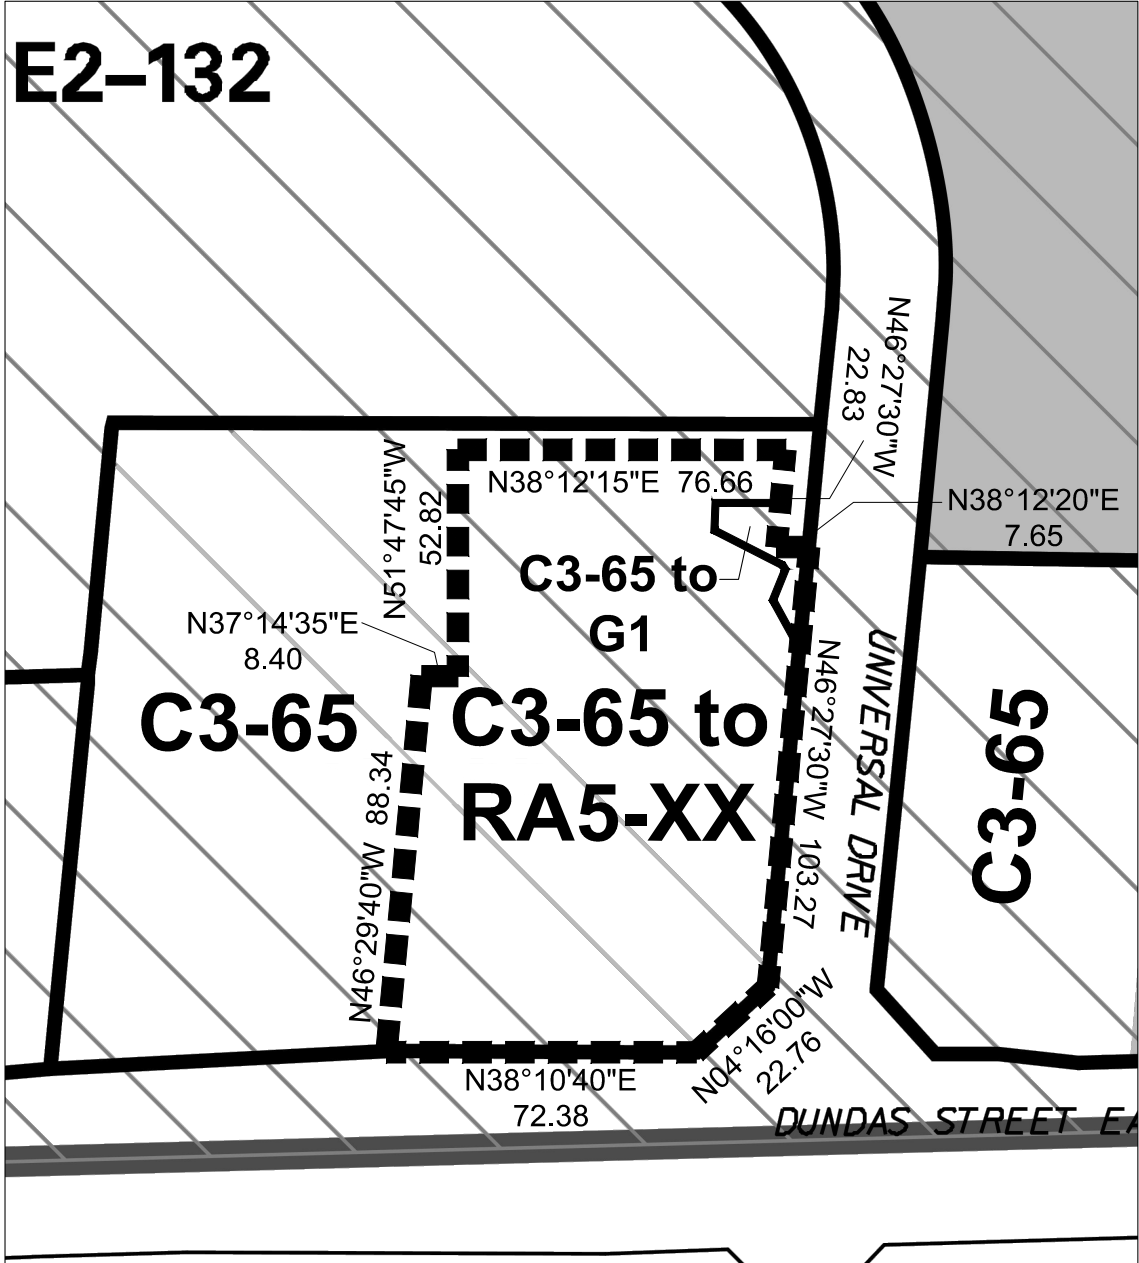 E2–132
N46°27'30"W
22.83
N38°12'15"E 76.66
N51°47'45"W
52.82
N38°12'20"E
7.65
C3-65 to
G1
N37°14'35"E
8.40
C3-65
C3-65 to
RA5-XX
N46°27'30"W 103.27
UNIVERSAL DRIVE
C3-65
N46°29'40"W 88.34
N04°16'00"W
22.76
N38°10'40"E
72.38
DUNDAS STREET EA